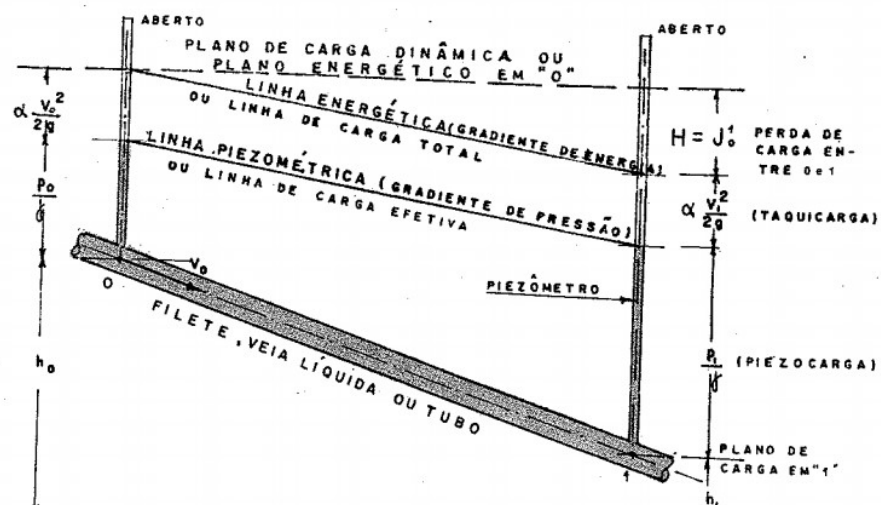 ABERTO
ABERTO
PLANO DE CARGA DINÂMICA OU
PLANO ENERGÉTICO EM "O"
LINHA ENERGÉTICA (GRADIENTE DE ENERGIA)
OU LINHA DE CARGA TOTAL
α V₀²/2g
H = J₀¹ PERDA DE
CARGA EN-
TRE 0 e 1
LINHA PIEZOMÉTRICA (GRADIENTE DE PRESSÃO)
OU LINHA DE CARGA EFETIVA
P₀/γ
α V₁²/2g (TAQUICARGA)
V₀
O
PIEZÔMETRO
FILETE, VEIA LÍQUIDA OU TUBO
h₀
P₁/γ (PIEZOCARGA)
PLANO DE
CARGA EM "1"
1
h₁